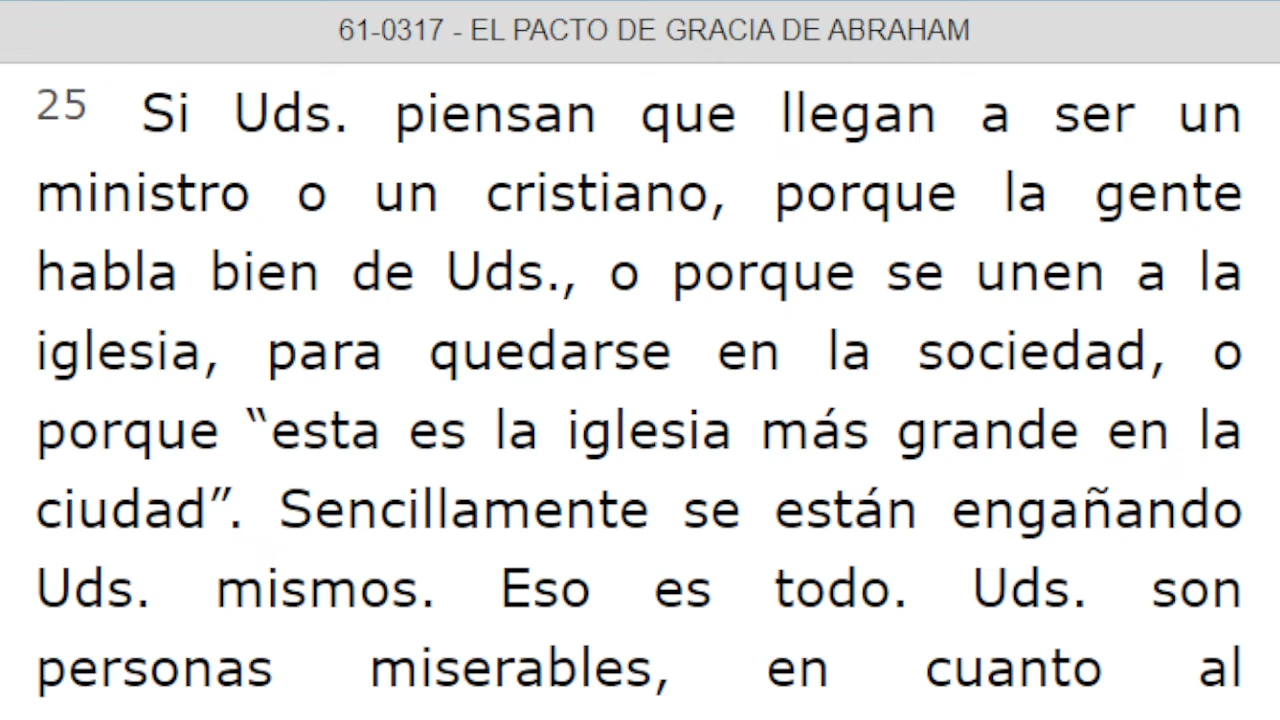 61-0317 - EL PACTO DE GRACIA DE ABRAHAM
25 Si Uds. piensan que llegan a ser un
ministro o un cristiano, porque la gente
habla bien de Uds., o porque se unen a la
iglesia, para quedarse en la sociedad, o
porque “esta es la iglesia más grande en la
ciudad”. Sencillamente se están engañando
Uds. mismos. Eso es todo. Uds. son
personas miserables, en cuanto al